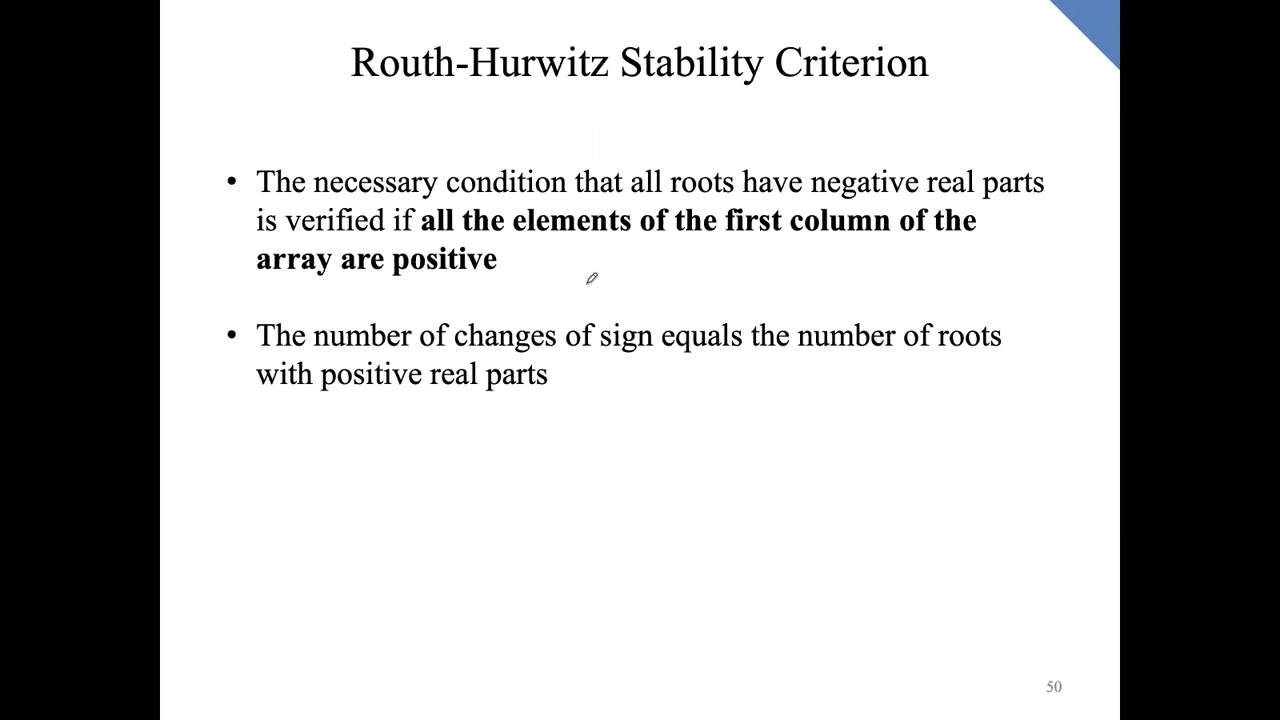 Routh-Hurwitz Stability Criterion
• The necessary condition that all roots have negative real parts
is verified if all the elements of the first column of the
array are positive
• The number of changes of sign equals the number of roots
with positive real parts
50